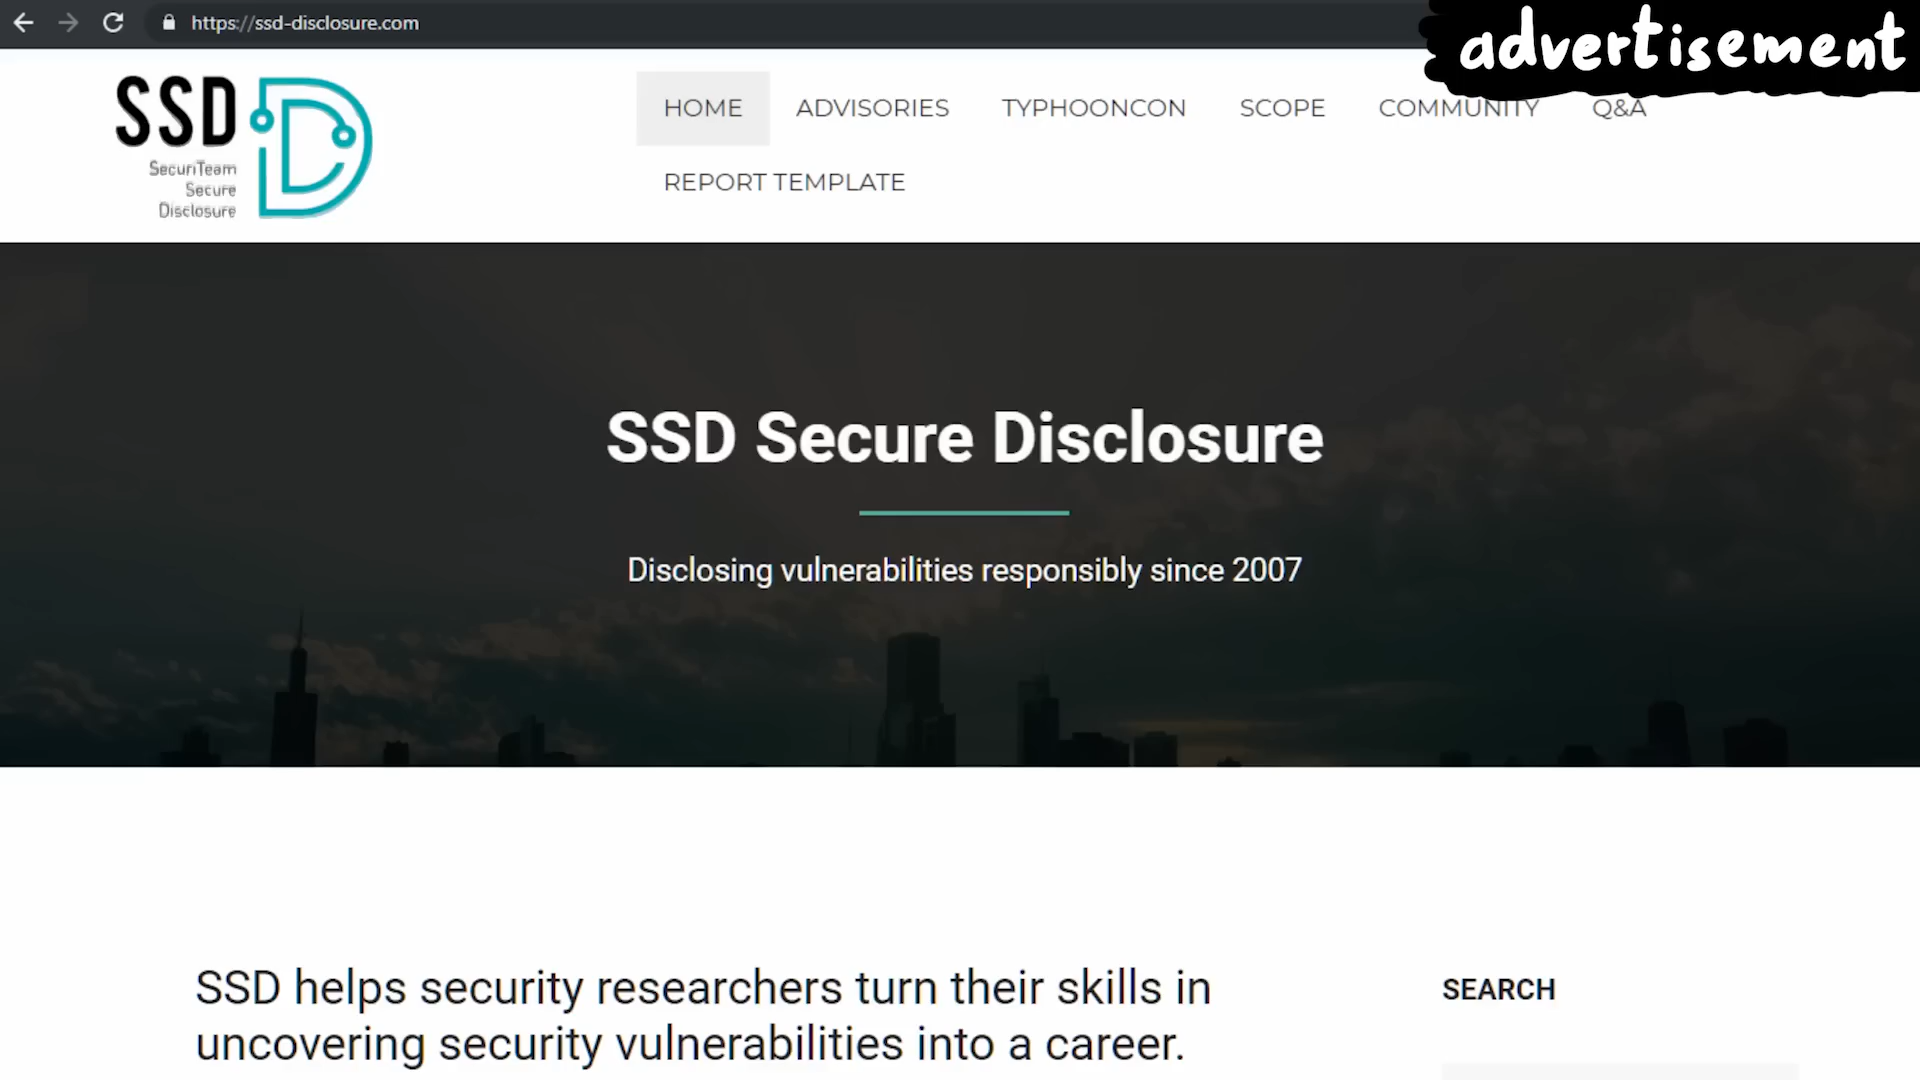 https://ssd-disclosure.com
advertisement
SSD
SecuriTeam
Secure
Disclosure
HOME ADVISORIES TYPHOONCON SCOPE COMMUNITY Q&A
REPORT TEMPLATE
SSD Secure Disclosure
Disclosing vulnerabilities responsibly since 2007
SSD helps security researchers turn their skills in
uncovering security vulnerabilities into a career.
SEARCH